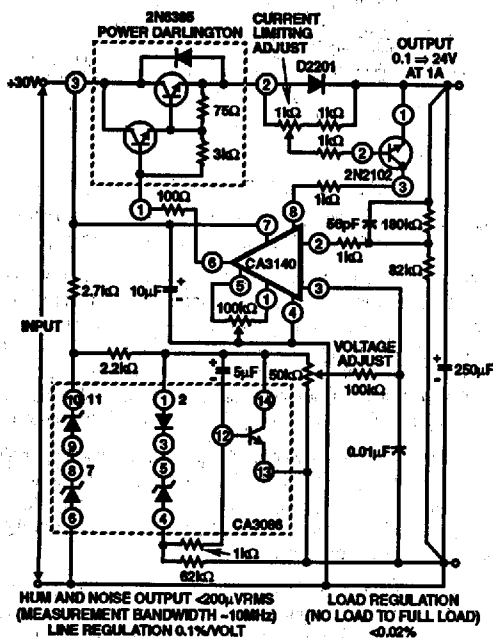 2N6385
POWER DARLINGTON
CURRENT
LIMITING
ADJUST
OUTPUT
0.1 ⇒ 24V
AT 1A
D2201
+30V
3
2
1
75Ω
3kΩ
1kΩ
1kΩ
1kΩ
2
2N2102
3
1kΩ
1
100Ω
8
7
6
CA3140
2
1kΩ
56pF
180kΩ
82kΩ
5
1
4
3
100kΩ
2.7kΩ
10µF
+
-
INPUT
2.2kΩ
5µF
+
-
50kΩ
VOLTAGE
ADJUST
100kΩ
250µF
+
-
0.01µF
10
11
1
2
14
9
3
12
8
7
5
13
6
4
CA3086
1kΩ
62kΩ
HUM AND NOISE OUTPUT <200µVRMS
(MEASUREMENT BANDWIDTH ~10MHz)
LINE REGULATION 0.1%/VOLT
LOAD REGULATION
(NO LOAD TO FULL LOAD)
<0.02%